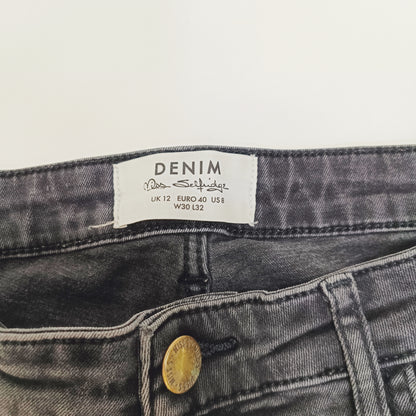 DENIM
Miss Selfridge
UK 12 EURO 40 US 8
W30 L32